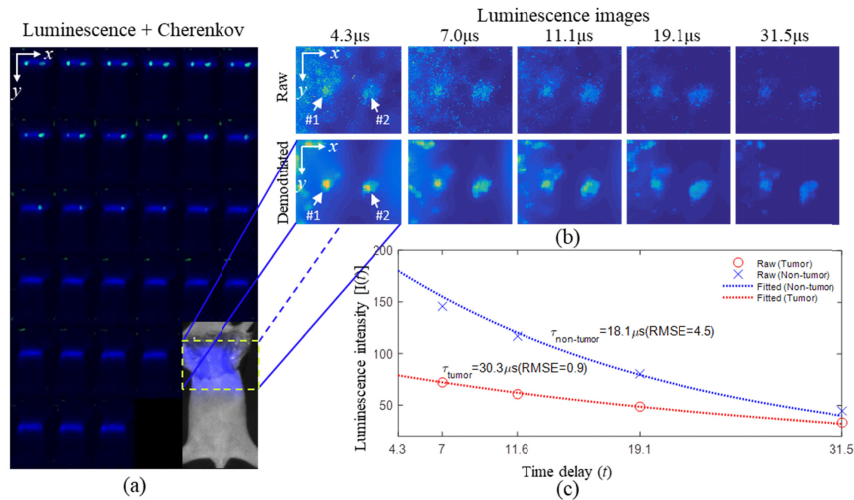 Luminescence + Cherenkov
x
y
(a)
Luminescence images
4.3μs 7.0μs 11.1μs 19.1μs 31.5μs
Raw
x
y
#1 #2
Demodulated
x
y
#1 #2
(b)
Luminescence intensity [I(t)]
200
150
100
50
Raw (Tumor)
Raw (Non-tumor)
Fitted (Non-tumor)
Fitted (Tumor)
τnon-tumor=18.1μs(RMSE=4.5)
τtumor=30.3μs(RMSE=0.9)
4.3 7 11.6 19.1 31.5
Time delay (t)
(c)